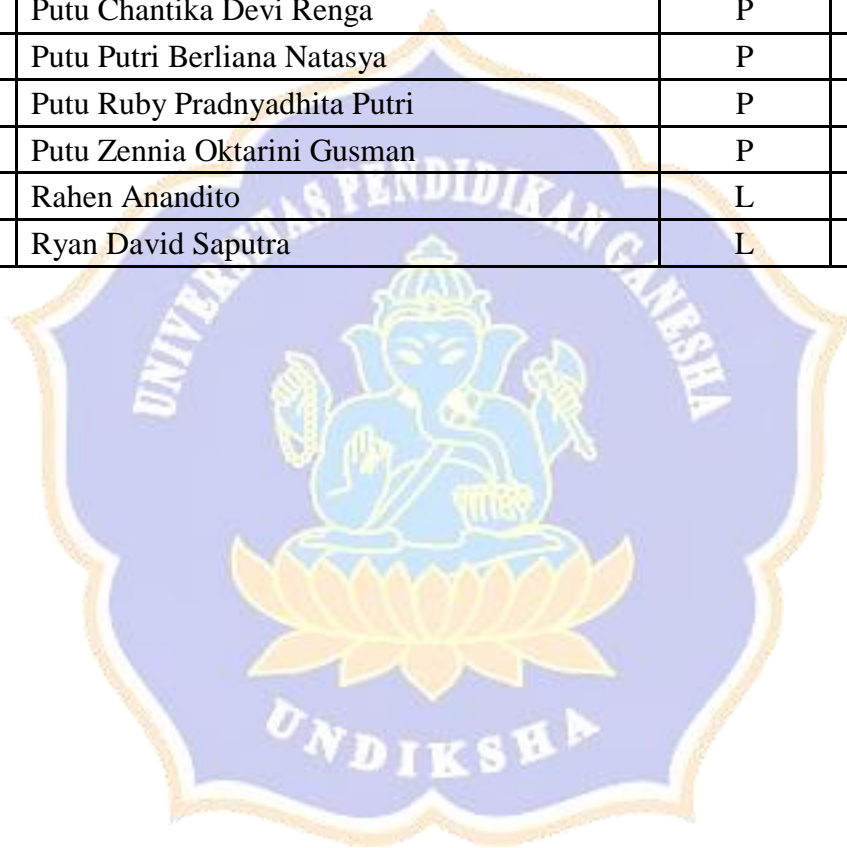 Putu Chantika Devi Renga P
Putu Putri Berliana Natasya P
Putu Ruby Pradnyadhita Putri P
Putu Zennia Oktarini Gusman P
Rahen Anandito L
Ryan David Saputra L
UNIVERSITAS PENDIDIKAN GANESHA
UNDIKSHA